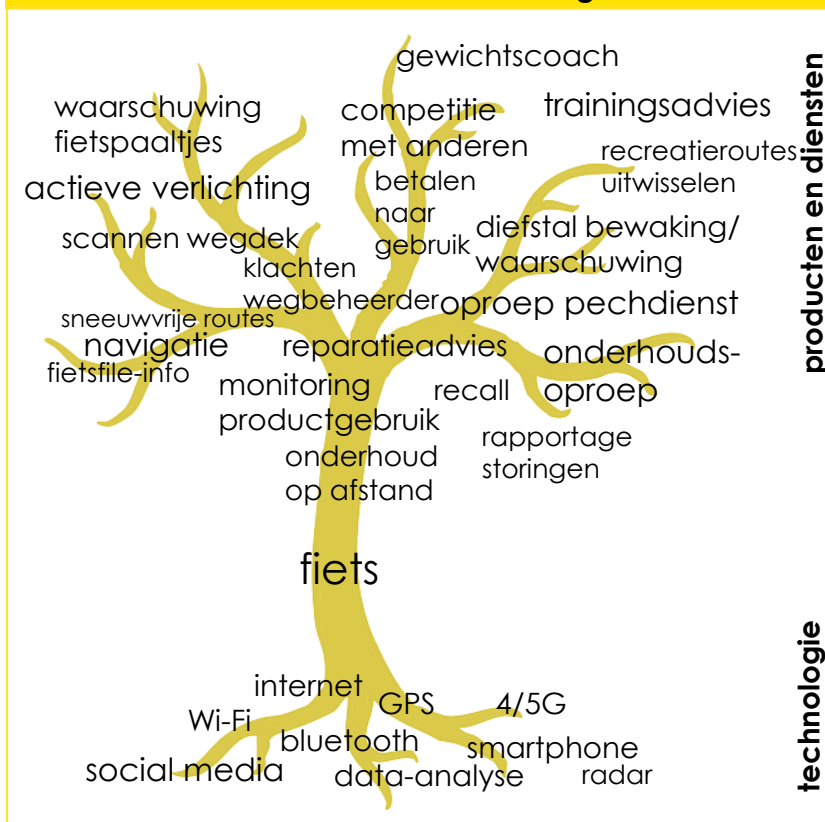 gewichtscoach
waarschuwing
fietspaaltjes
competitie
met anderen
trainingsadvies
recreatieroutes
uitwisselen
actieve verlichting
betalen
naar
gebruik
diefstal bewaking/
waarschuwing
scannen wegdek
klachten
wegbeheerder
oproep pechdienst
sneeuwvrije routes
navigatie
fietsfile-info
reparatieadvies
onderhouds-
oproep
monitoring
productgebruik
recall
rapportage
storingen
onderhoud
op afstand
fiets
internet
GPS
4/5G
Wi-Fi
bluetooth
smartphone
social media
data-analyse
radar
producten en diensten
technologie